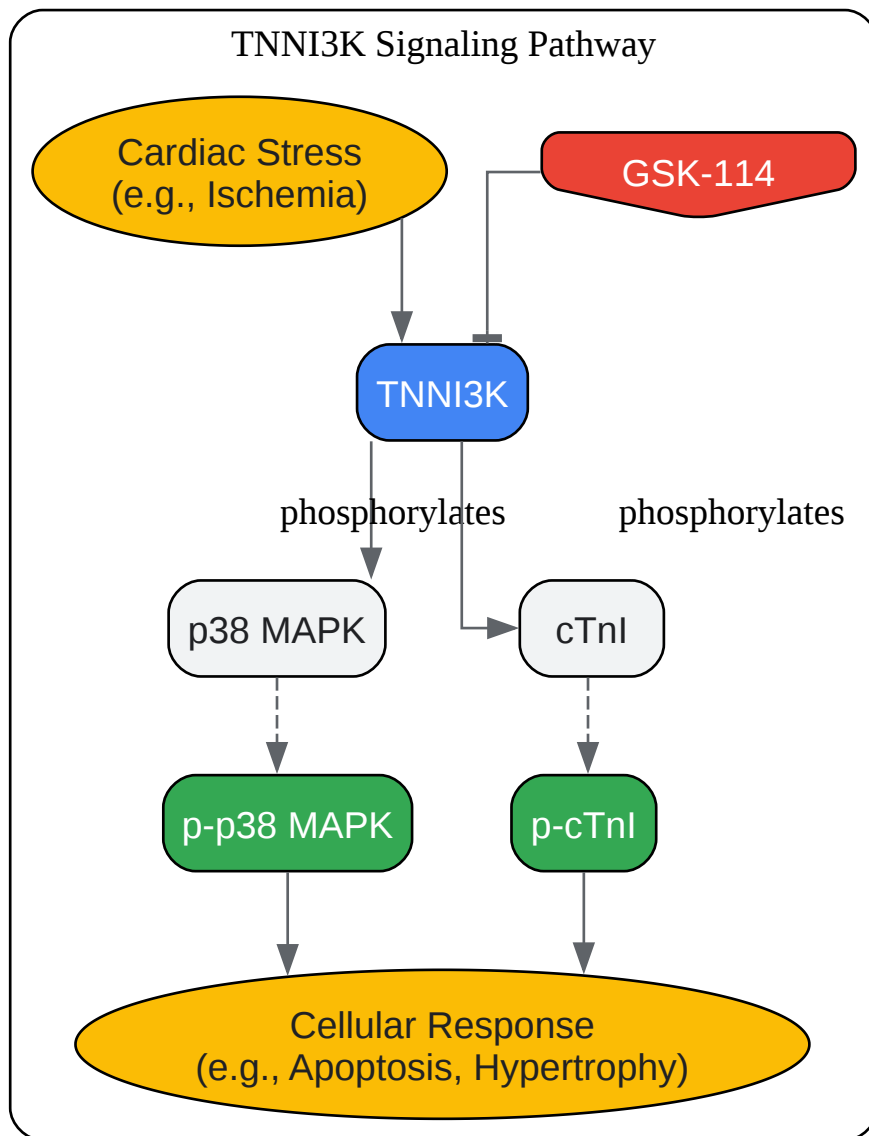 TNNI3K Signaling Pathway
Cardiac Stress
(e.g., Ischemia)
GSK-114
TNNI3K
phosphorylates
phosphorylates
p38 MAPK
cTnI
p-p38 MAPK
p-cTnI
Cellular Response
(e.g., Apoptosis, Hypertrophy)